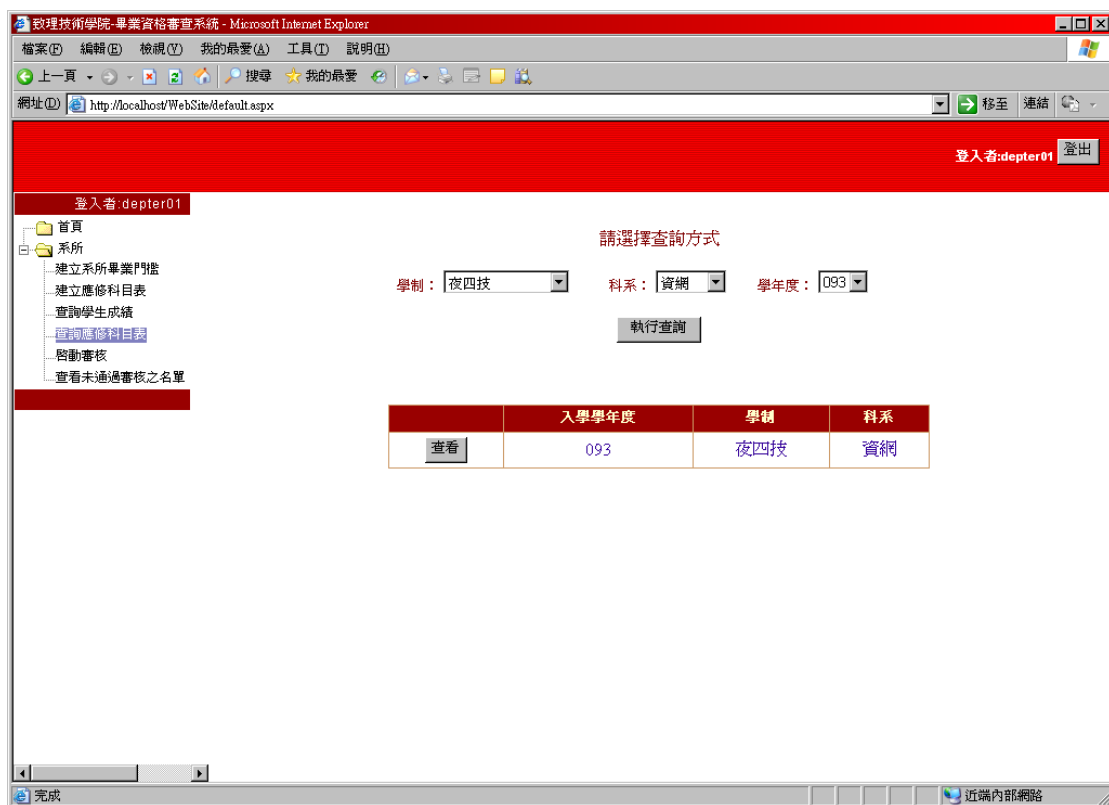 致理技術學院-畢業資格審查系統 - Microsoft Internet Explorer
檔案(F) 編輯(E) 檢視(V) 我的最愛(A) 工具(T) 說明(H)
上一頁 搜尋 我的最愛
網址(D) http://localhost/WebSite/default.aspx 移至 連結
登入者:depter01 登出
登入者:depter01
首頁
系所
建立系所畢業門檻
建立應修科目表
查詢學生成績
查詢應修科目表
啓動審核
查看未通過審核之名單
請選擇查詢方式
學制： 夜四技 科系： 資網 學年度： 093
執行查詢
入學學年度 學制 科系
查看 093 夜四技 資網
完成 近端內部網路